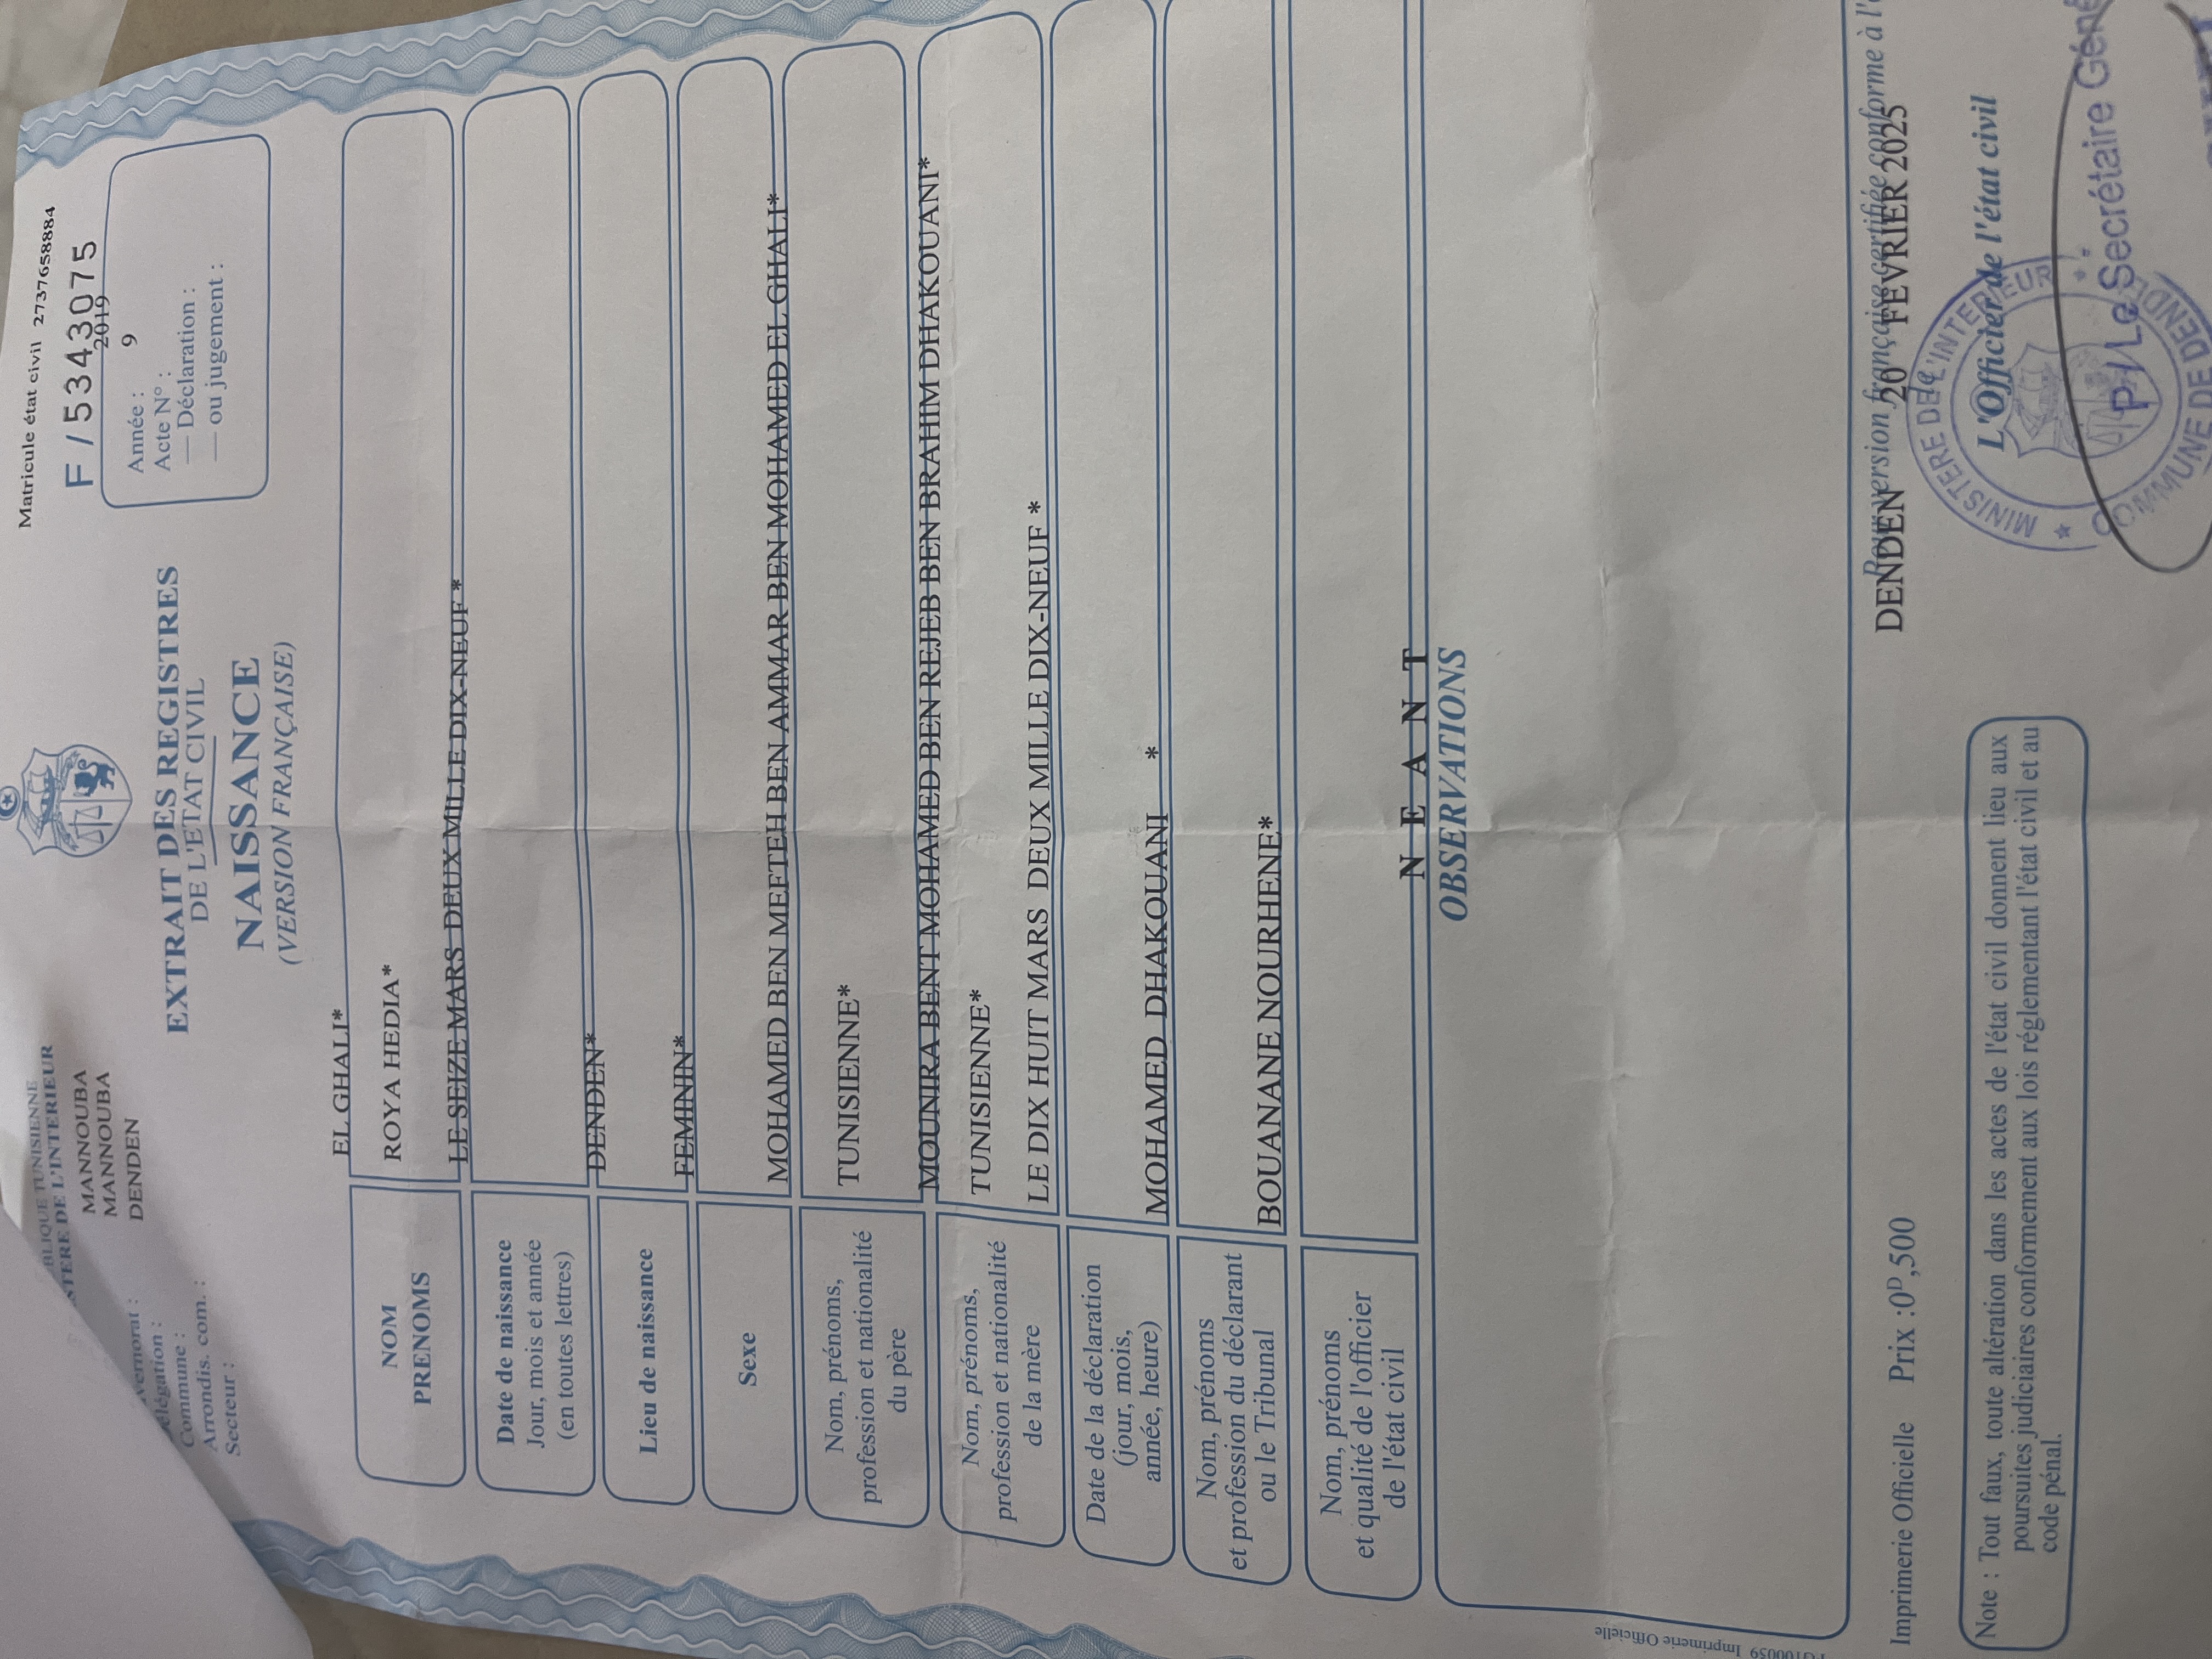 BLIQUE TUNISIENNE
STERE DE L'INTERIEUR
MANNOUBA
MANNOUBA
DENDEN
vernorat :
élégation :
Commune :
Arrondis. com. :
Secteur :
Matricule état civil 2737658884
F / 5343075
2019
Année :
9
Acte N° :
— Déclaration :
— ou jugement :
EXTRAIT DES REGISTRES
DE L'ETAT CIVIL
NAISSANCE
(VERSION FRANÇAISE)
EL GHALI*
NOM
PRENOMS
ROYA HEDIA*
LE SEIZE MARS DEUX MILLE DIX-NEUF *
Date de naissance
Jour, mois et année
(en toutes lettres)
DENDEN*
Lieu de naissance
FEMININ*
Sexe
MOHAMED BEN MEFTEH BEN AMMAR BEN MOHAMED EL GHALI*
Nom, prénoms,
profession et nationalité
du père
TUNISIENNE*
MOUNIRA BENT MOHAMED BEN REJEB BEN BRAHIM DHAKOUANI*
Nom, prénoms,
profession et nationalité
de la mère
TUNISIENNE*
LE DIX HUIT MARS DEUX MILLE DIX-NEUF *
Date de la déclaration
(jour, mois,
année, heure)
MOHAMED DHAKOUANI *
Nom, prénoms
et profession du déclarant
ou le Tribunal
BOUANANE NOURHENE*
Nom, prénoms
et qualité de l'officier
de l'état civil
N E A N T
OBSERVATIONS
100059 Imprimerie Officielle
Imprimerie Officielle Prix :0D,500
Pour version française certifiée conforme à l'
DENDEN le 20 FEVRIER 2025
L'Officier de l'état civil
MINISTERE DE L'INTERIEUR
COMMUNE DE DENDEN
P/ Le Secrétaire Géné
Note : Tout faux, toute altération dans les actes de l'état civil donnent lieu aux
poursuites judiciaires conformement aux lois réglementant l'état civil et au
code pénal.